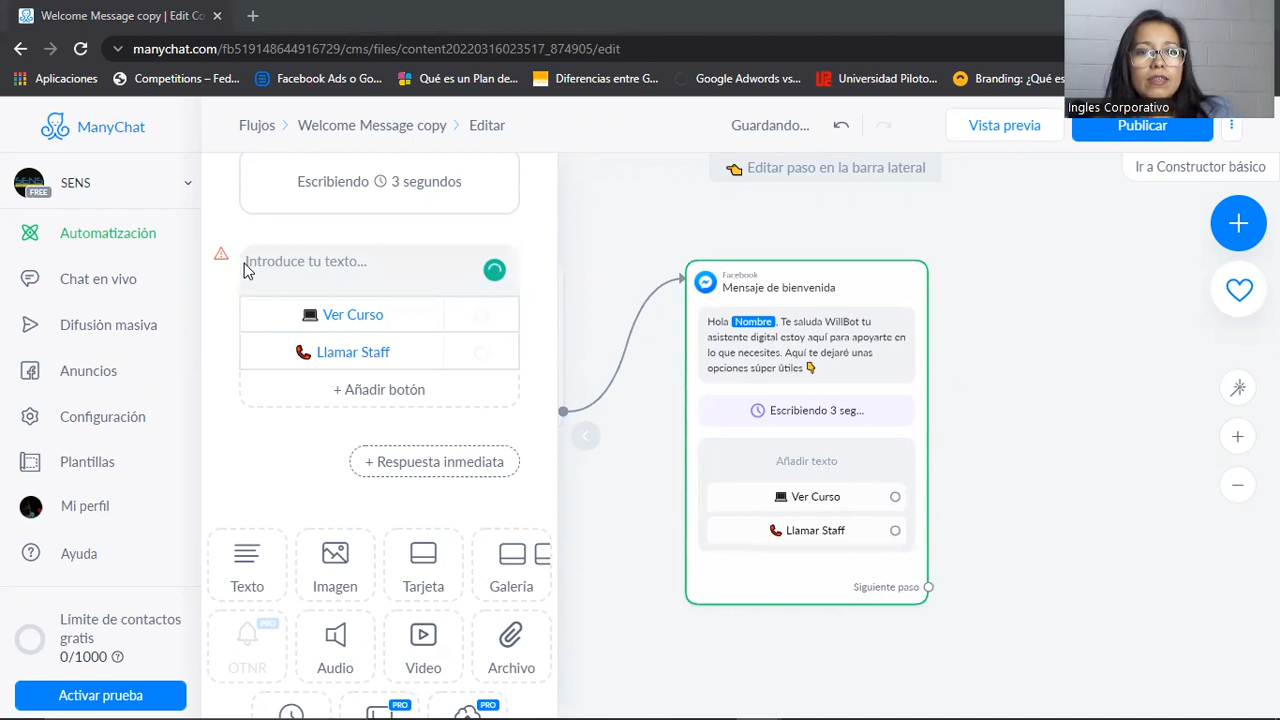 Welcome Message copy | Edit Co
manychat.com/fb519148644916729/cms/files/content20220316023517_874905/edit
Aplicaciones
Competitions – Fed...
Facebook Ads o Go...
Qué es un Plan de...
Diferencias entre G...
Google Adwords vs...
Universidad Piloto...
Branding: ¿Qué es
Ingles Corporativo
ManyChat
Flujos > Welcome Message copy > Editar
Guardando...
Vista previa
Publicar
SENS
FREE
Automatización
Chat en vivo
Difusión masiva
Anuncios
Configuración
Plantillas
Mi perfil
Ayuda
Límite de contactos
gratis
0/1000
Activar prueba
Escribiendo 3 segundos
Introduce tu texto...
Ver Curso
Llamar Staff
+ Añadir botón
+ Respuesta inmediata
Texto
Imagen
Tarjeta
Galería
PRO
OTNR
Audio
Video
Archivo
PRO
PRO
Editar paso en la barra lateral
Ir a Constructor básico
Facebook
Mensaje de bienvenida
Hola Nombre. Te saluda WillBot tu
asistente digital estoy aquí para apoyarte en
lo que necesites. Aquí te dejaré unas
opciones súper útiles
Escribiendo 3 seg...
Añadir texto
Ver Curso
Llamar Staff
Siguiente paso